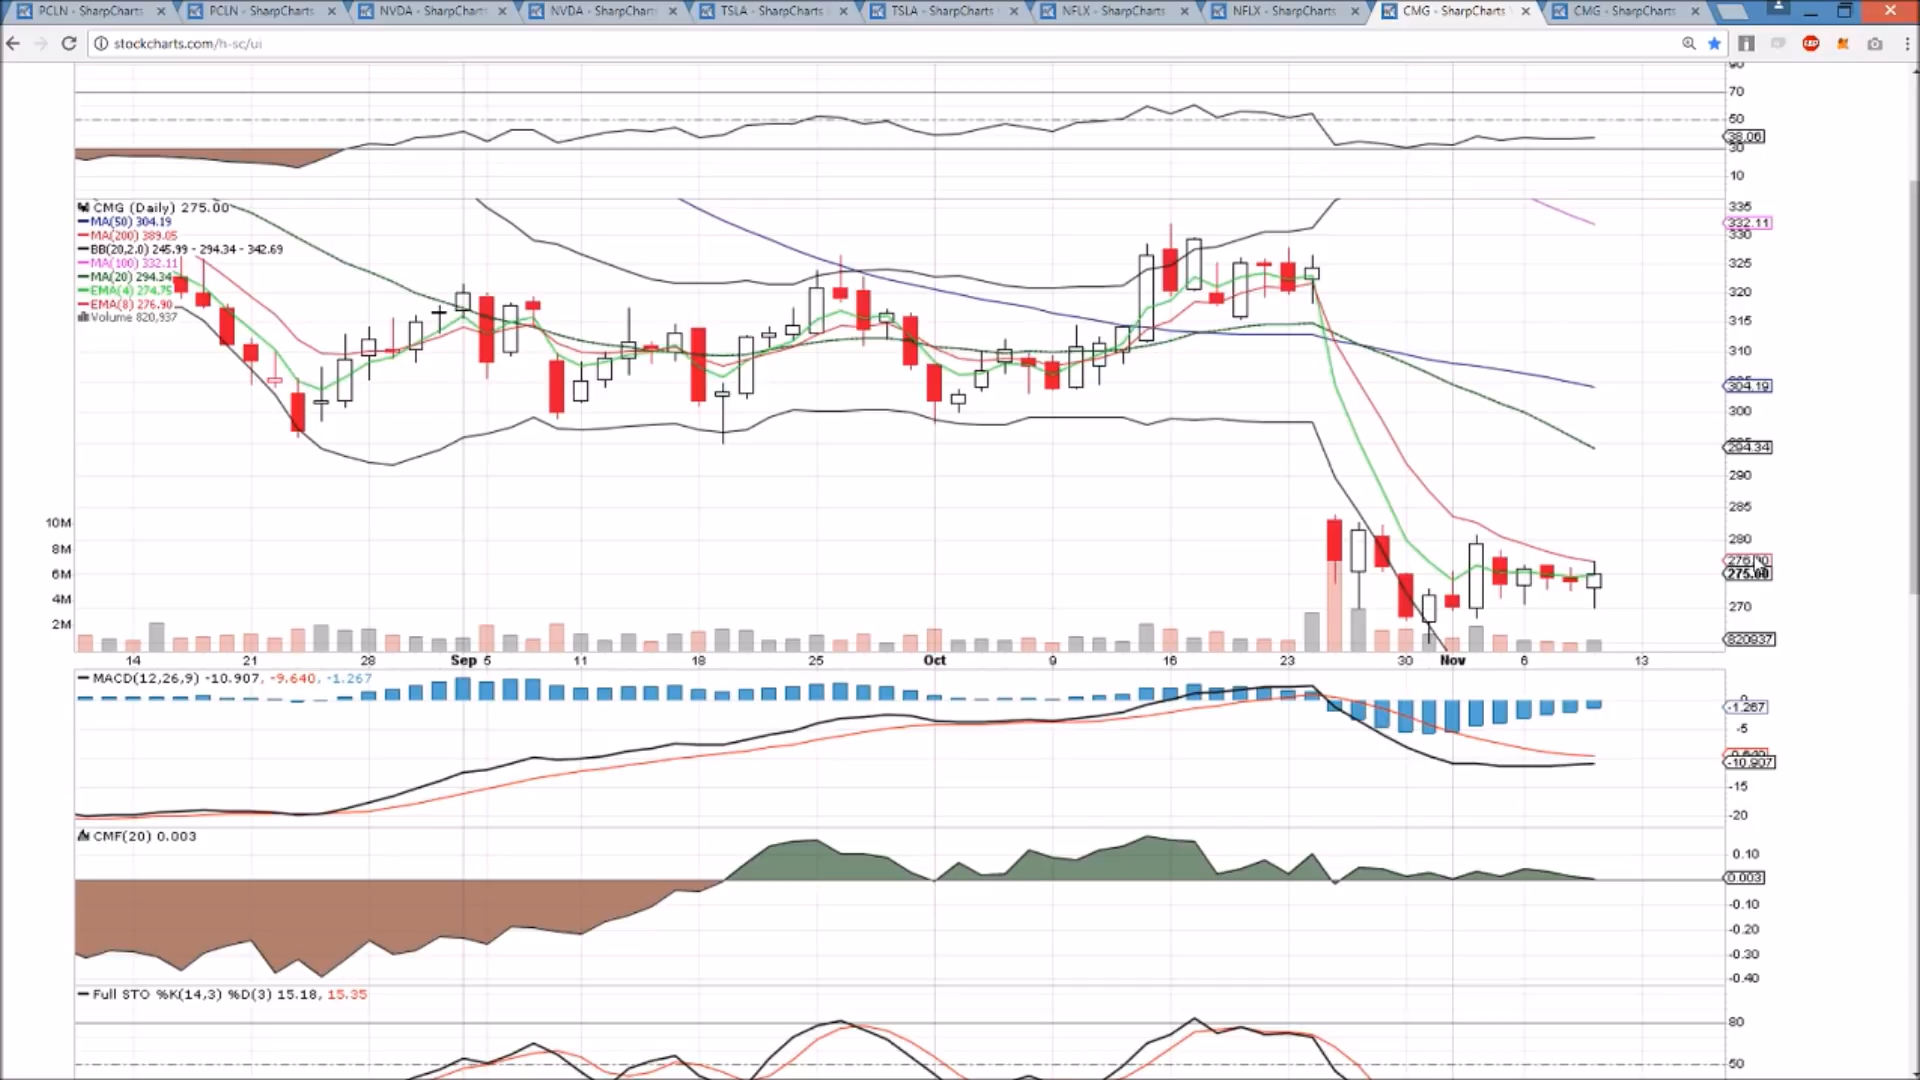 PCLN - SharpCharts
PCLN - SharpCharts
NVDA - SharpCharts
NVDA - SharpCharts
TSLA - SharpCharts
TSLA - SharpCharts
NFLX - SharpCharts
NFLX - SharpCharts
CMG - SharpCharts
CMG - SharpCharts
stockcharts.com/h-sc/ui
90
70
50
38.06
30
10
CMG (Daily) 275.00
MA(50) 304.19
MA(200) 389.05
BB(20,2.0) 245.99 - 294.34 - 342.69
MA(100) 332.11
MA(20) 294.34
EMA(4) 274.75
EMA(8) 276.90
Volume 820,937
335
332.11
330
325
320
315
310
304.19
300
294.34
290
285
280
275.00
270
820937
10M
8M
6M
4M
2M
14 21 28 Sep 5 11 18 25 Oct 9 16 23 30 Nov 6 13
MACD(12,26,9) -10.907, -9.640, -1.267
0
-1.267
-5
-10.907
-15
-20
CMF(20) 0.003
0.10
0.003
-0.10
-0.20
-0.30
-0.40
Full STO %K(14,3) %D(3) 15.18, 15.35
80
50